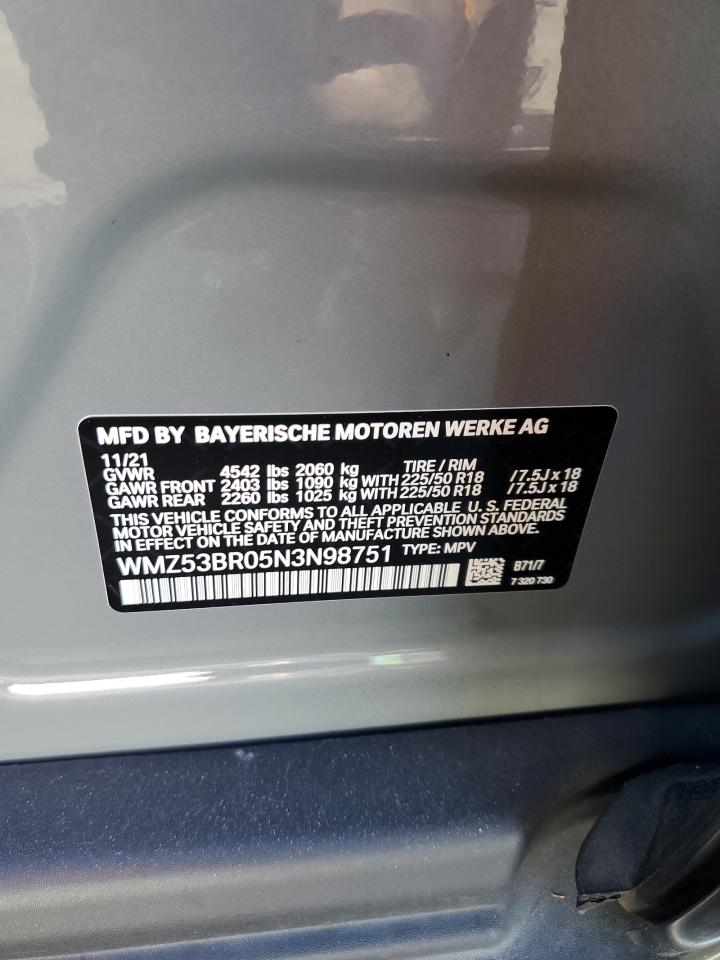 MFD BY BAYERISCHE MOTOREN WERKE AG
11/21 TIRE / RIM
GVWR 4542 lbs 2060 kg
GAWR FRONT 2403 lbs 1090 kg WITH 225/50 R18 / 7.5J x 18
GAWR REAR 2260 lbs 1025 kg WITH 225/50 R18 / 7.5J x 18
THIS VEHICLE CONFORMS TO ALL APPLICABLE U. S. FEDERAL
MOTOR VEHICLE SAFETY AND THEFT PREVENTION STANDARDS
IN EFFECT ON THE DATE OF MANUFACTURE SHOWN ABOVE.
WMZ53BR05N3N98751 TYPE: MPV
B71/7
7 320 730